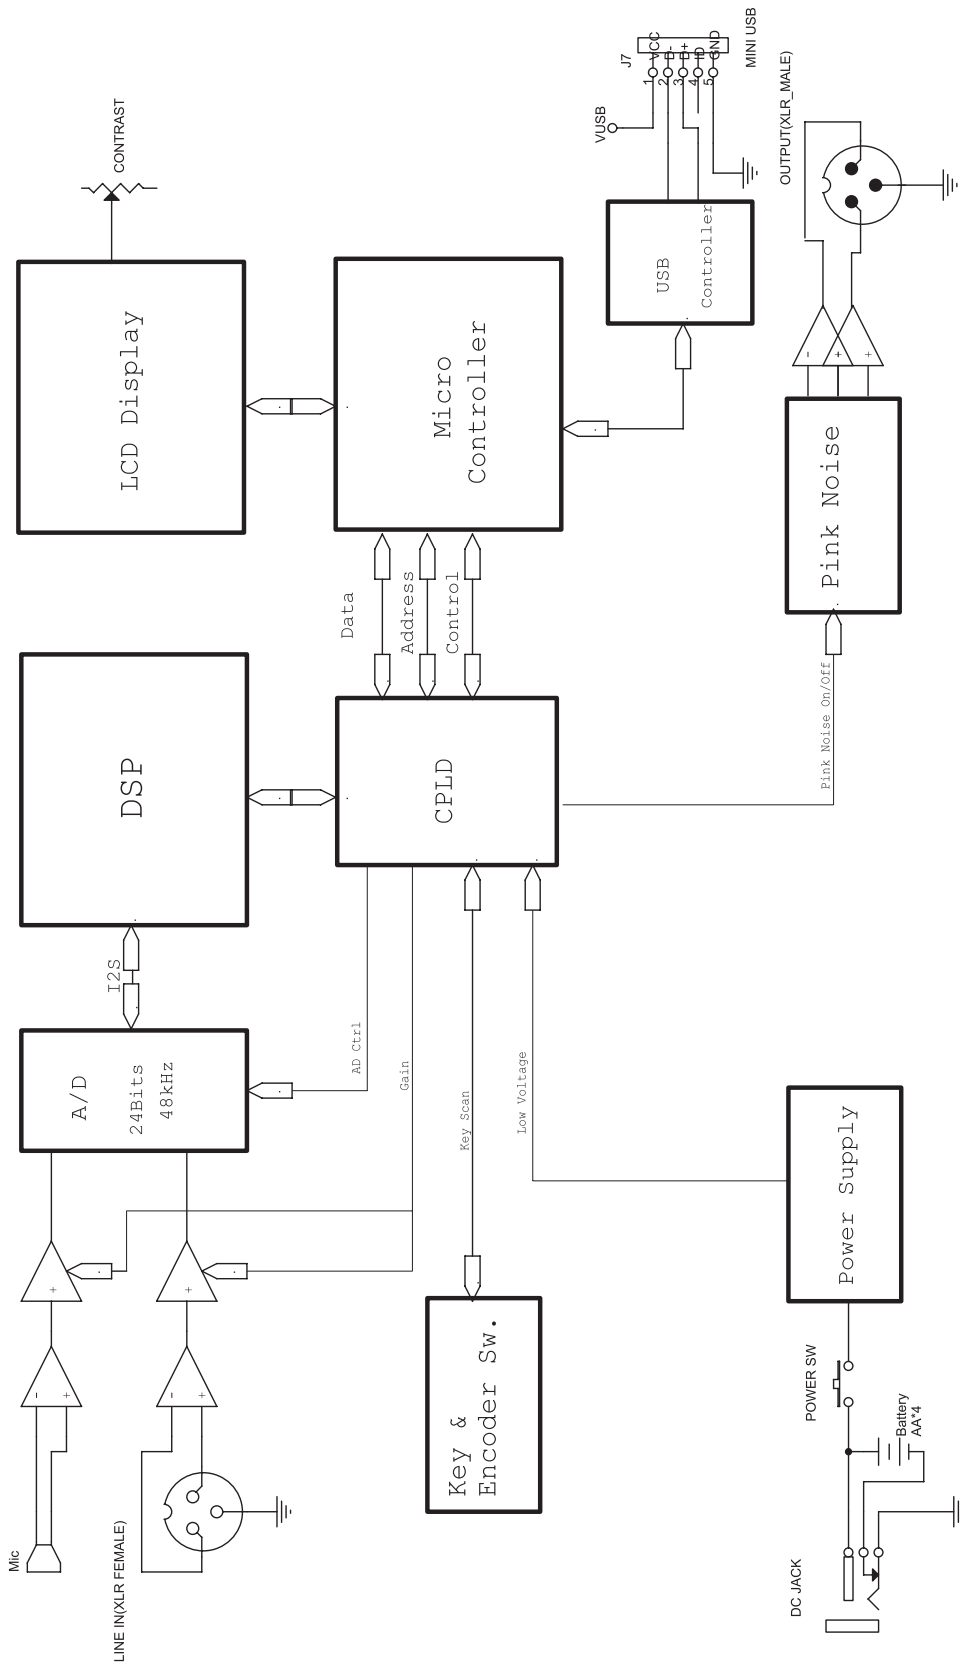 Mic
LINE IN(XLR FEMALE)
-
+
+
-
+
+
A/D
24Bits
48kHz
I2S
DSP
LCD Display
CONTRAST
AD Ctrl
Gain
Key Scan
Low Voltage
CPLD
Data
Address
Control
Micro
Controller
Key &
Encoder Sw.
USB
Controller
VUSB
J7
1 VCC
2 D-
3 D+
4 ID
5 GND
MINI USB
Pink Noise On/Off
Pink Noise
-
+
+
OUTPUT(XLR_MALE)
DC JACK
POWER SW
Battery
AA*4
Power Supply